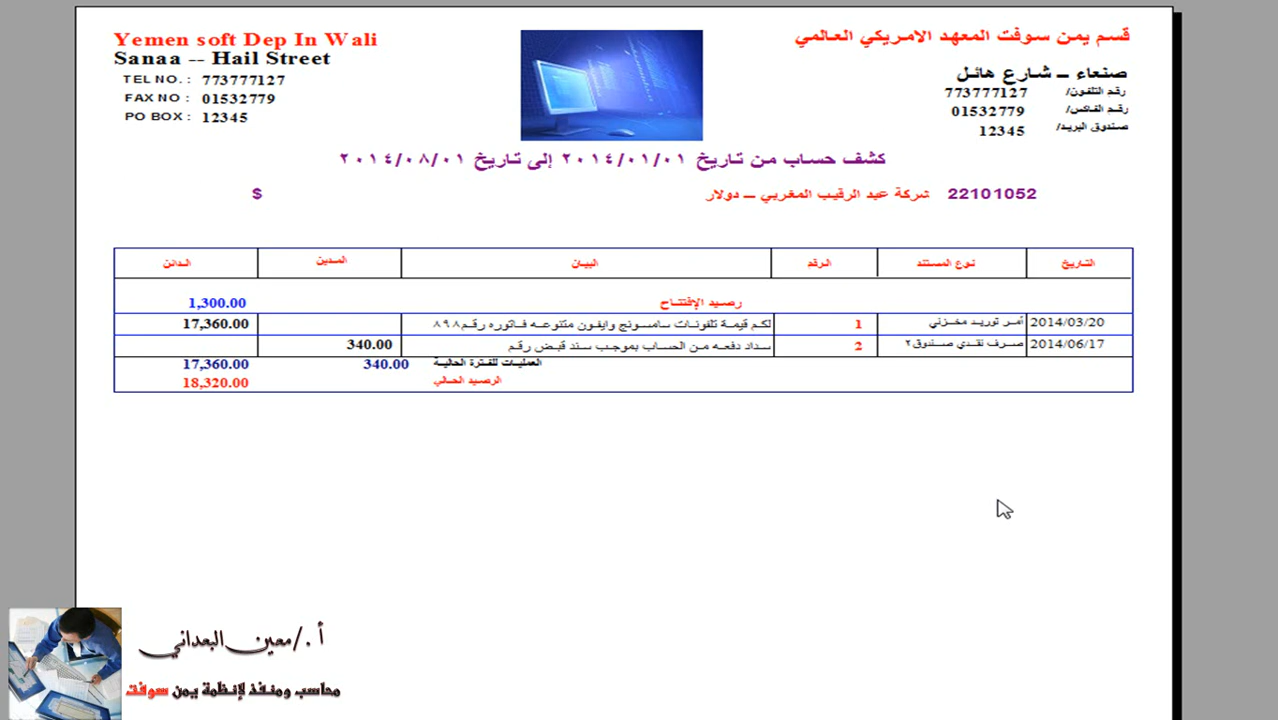 Yemen soft Dep In Wali
Sanaa -- Hail Street
TEL NO. : 773777127
FAX NO : 01532779
PO BOX : 12345
قسم يمن سوفت المعهد الامريكي العالمي
صنعاء – شارع هائل
رقم التلفون/ 773777127
رقم الفاكس/ 01532779
صندوق البريد/ 12345
كشف حساب من تاريخ ٢٠١٤/٠١/٠١ إلى تاريخ ٢٠١٤/٠٨/٠١
22101052 شركة عبد الرقيب المغربي – دولار $
التاريخ نوع المستند الرقد البيان المدين الدائن
رصيد الإفتتاح 1,300.00
2014/03/20 أمر توريد مخزني 1 لكم قيمة تلفونات سامسونج وايفون متنوعه فاتوره رقم٨٩٨ 17,360.00
2014/06/17 صرف نقدي صندوق٢ 2 سداد دفعه من الحساب بموجب سند قبض رقم 340.00
العمليات للفترة الحالية 340.00 17,360.00
الرصيد الحالي 18,320.00
أ./معين البعداني
محاسب ومنفذ لإنظمة يمن سوفت